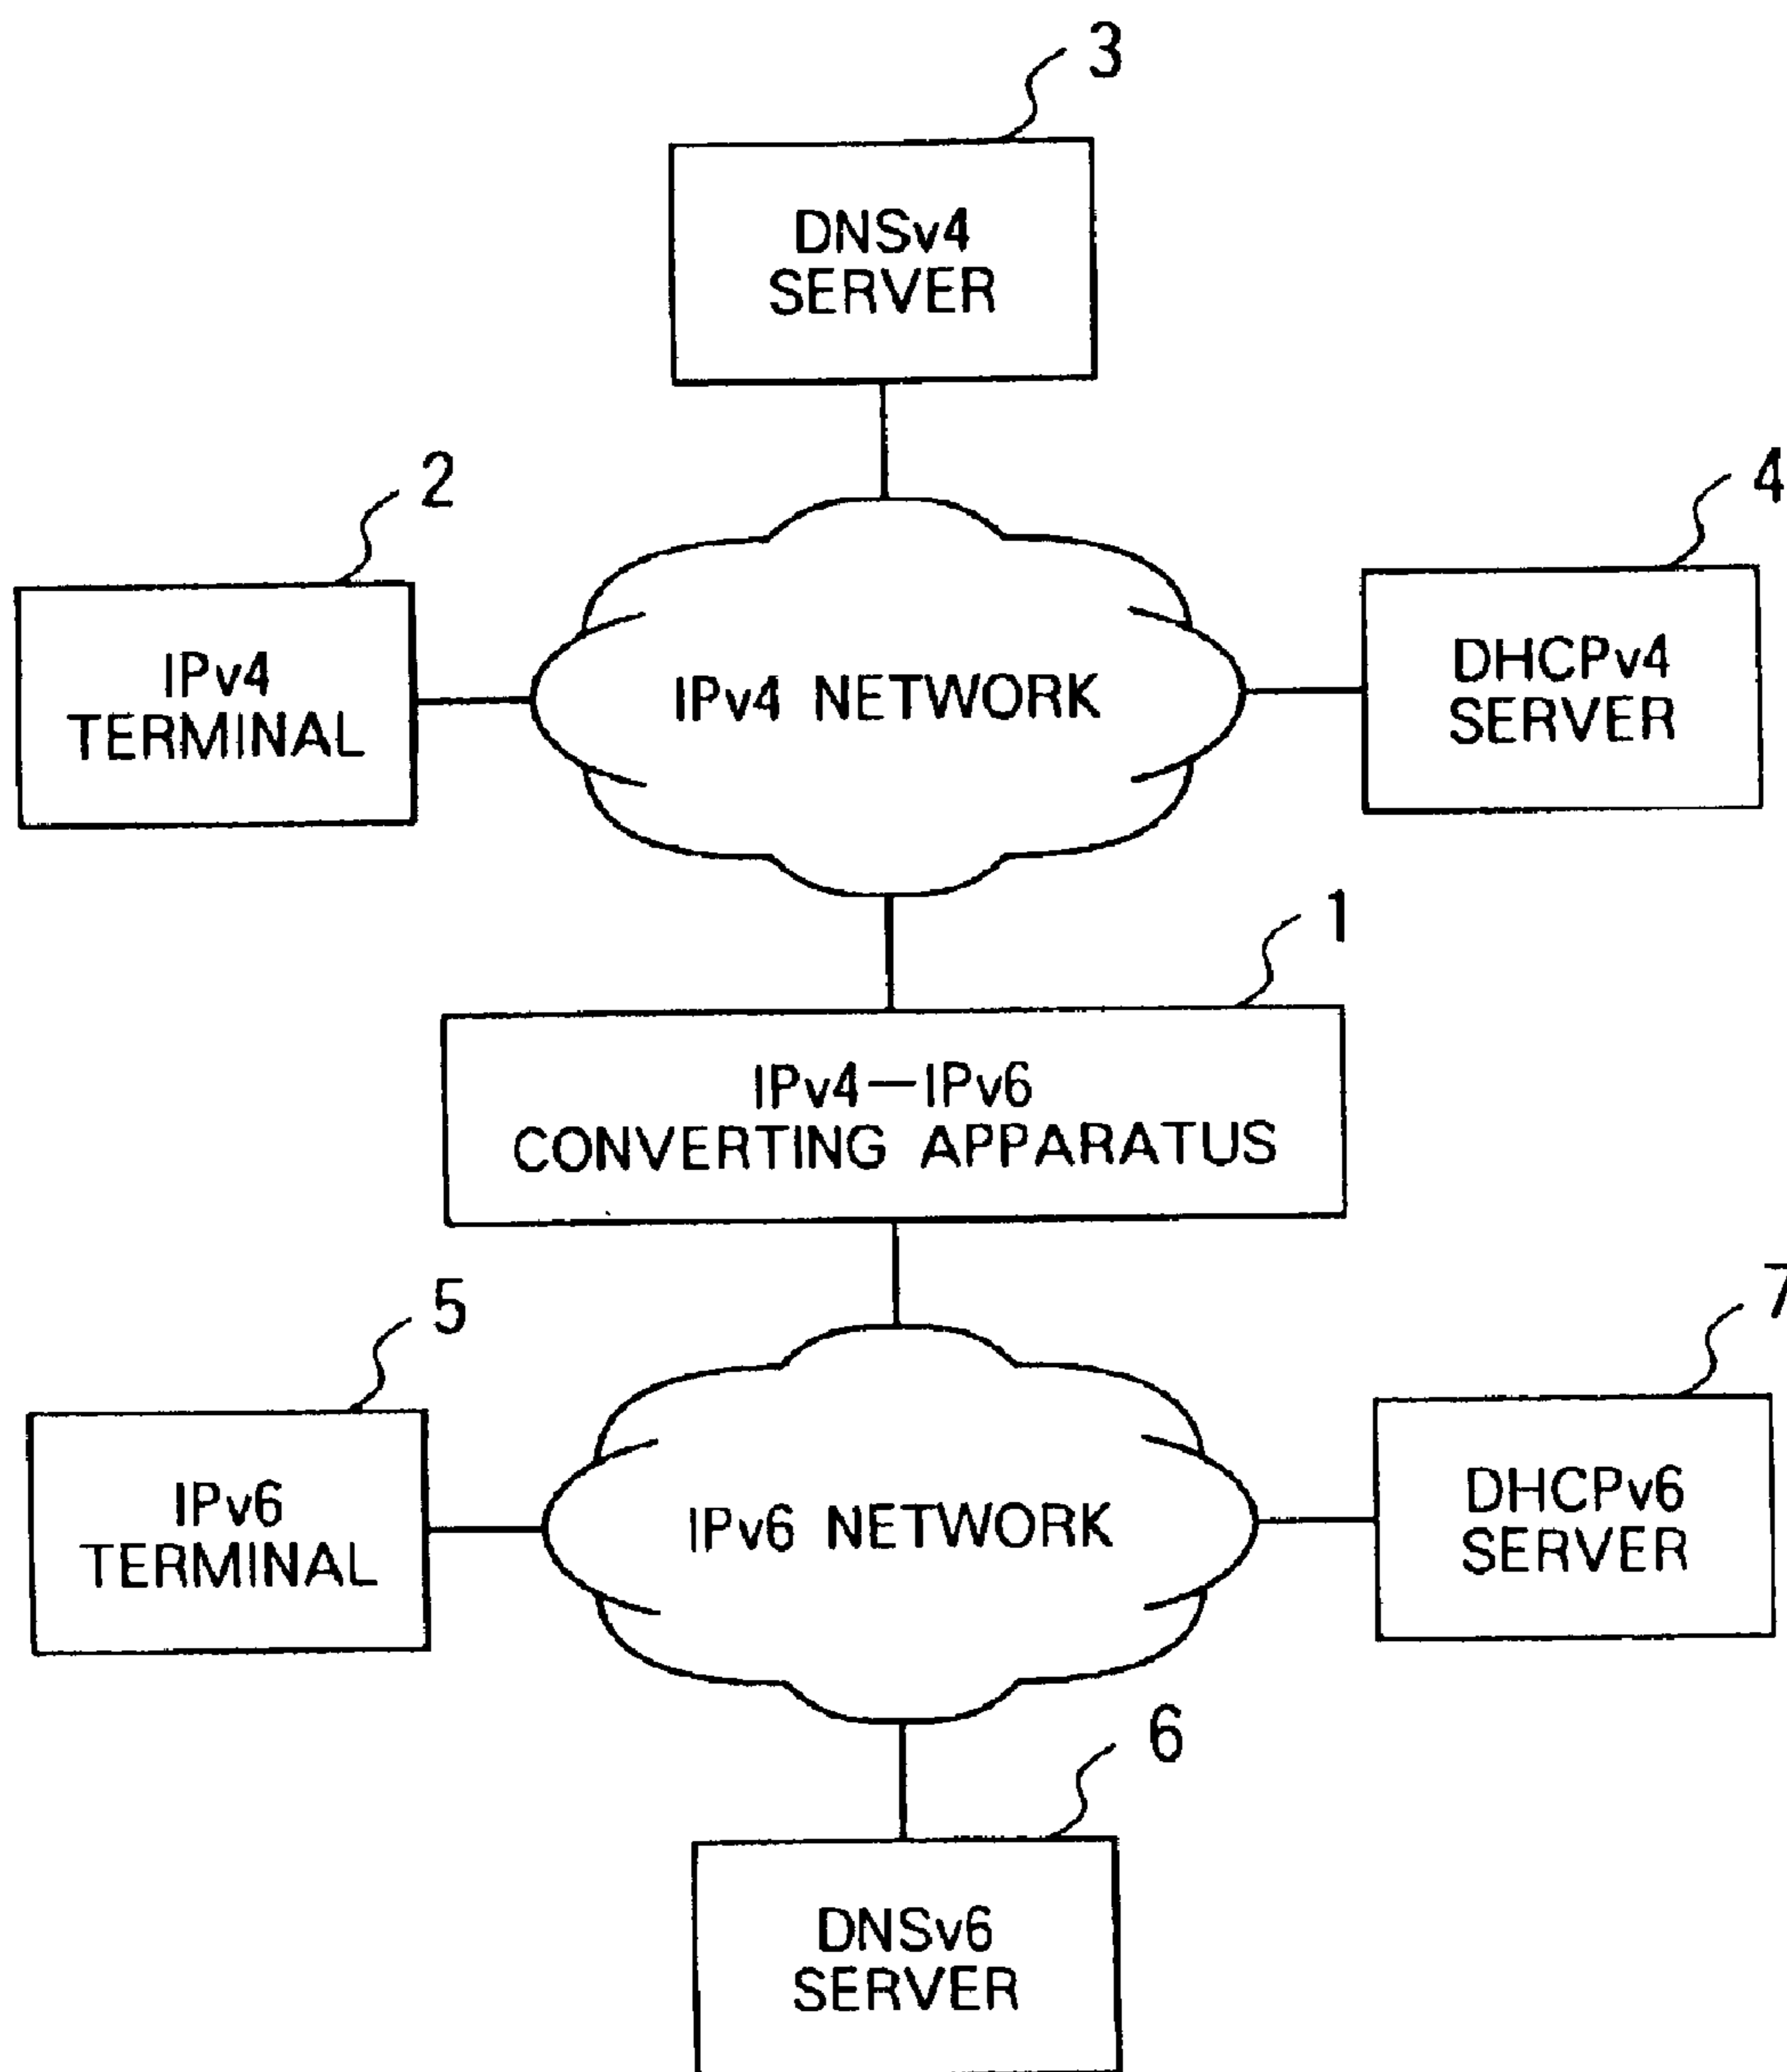 3
DNSv4
SERVER
2
4
IPv4
TERMINAL
IPv4 NETWORK
DHCPv4
SERVER
1
IPv4—IPv6
CONVERTING APPARATUS
5
7
IPv6
TERMINAL
IPv6 NETWORK
DHCPv6
SERVER
6
DNSv6
SERVER